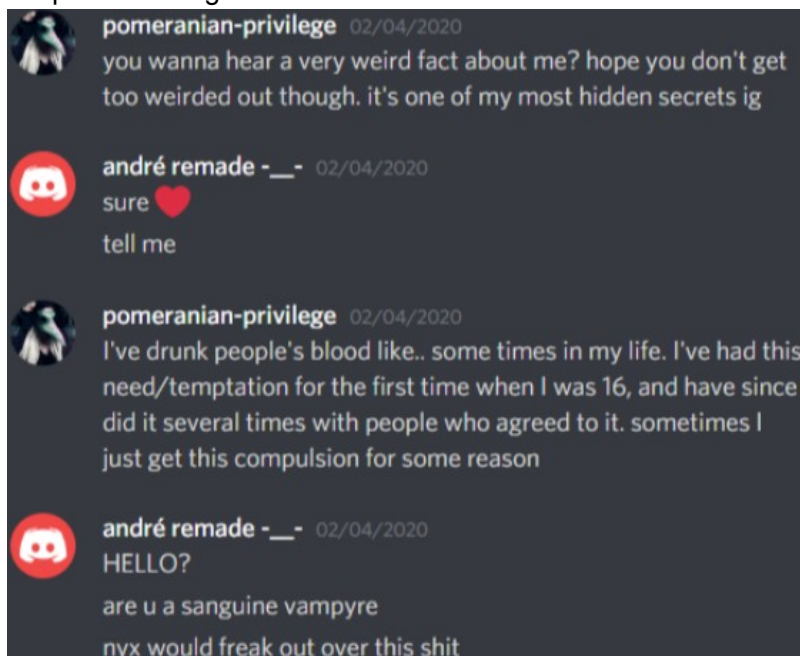 pomeranian-privilege 02/04/2020
you wanna hear a very weird fact about me? hope you don't get
too weirded out though. it's one of my most hidden secrets ig
andré remade -__- 02/04/2020
sure ❤️
tell me
pomeranian-privilege 02/04/2020
I've drunk people's blood like.. some times in my life. I've had this
need/temptation for the first time when I was 16, and have since
did it several times with people who agreed to it. sometimes I
just get this compulsion for some reason
andré remade -__- 02/04/2020
HELLO?
are u a sanguine vampyre
nyx would freak out over this shit